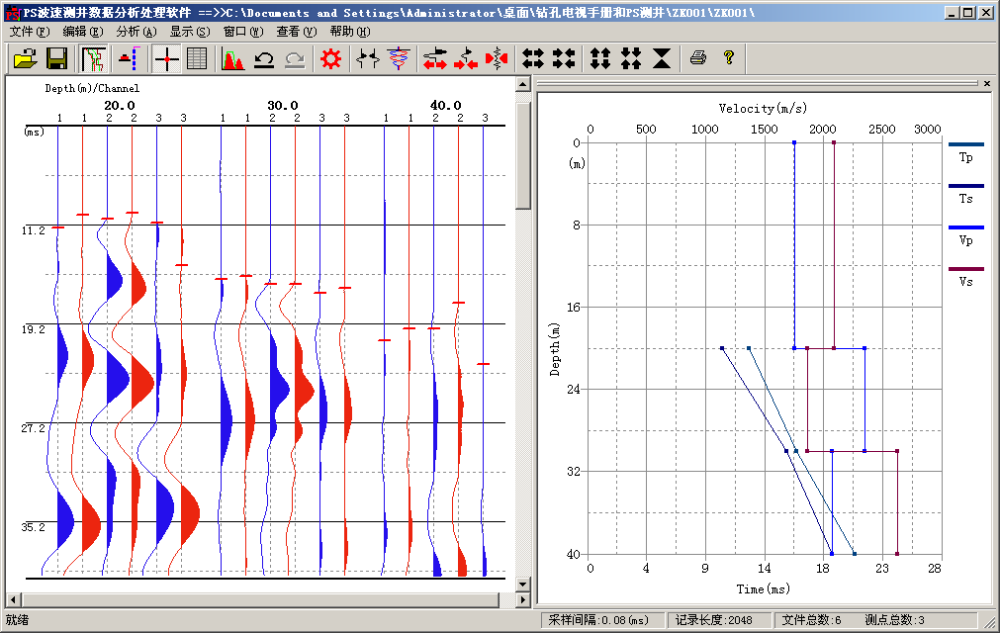 PS波速测井数据分析处理软件 ==>>C:\Documents and Settings\Administrator\桌面\钻孔电视手册和PS测井\ZK001\ZK001\
文件(F) 编辑(E) 分析(A) 显示(S) 窗口(W) 查看(V) 帮助(H)
Depth(m)/Channel
20.0 30.0 40.0
1 1 2 2 3 3 1 1 2 2 3 3 1 1 2 2 3
(ms)
11.2
19.2
27.2
35.2
Velocity(m/s)
0 500 1000 1500 2000 2500 3000
0
(m)
8
16
24
32
40
Depth(m)
0 4 9 14 18 23 28
Time(ms)
Tp
Ts
Vp
Vs
就绪 采样间隔:0.08(ms) 记录长度:2048 文件总数:6 测点总数:3